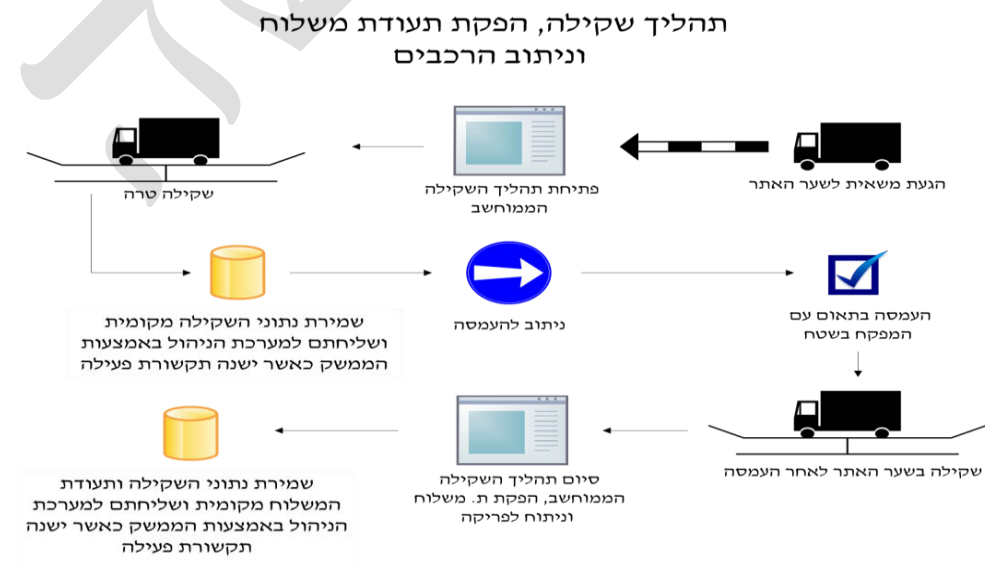 תהליך שקילה, הפקת תעודת משלוח
וניתוב הרכבים
הגעת משאית לשער האתר
פתיחת תהליך השקילה
הממוחשב
שקילה טרה
שמירת נתוני השקילה מקומית
ושליחתם למערכת הניהול באמצעות
הממשק כאשר ישנה תקשורת פעילה
ניתוב להעמסה
העמסה בתאום עם
המפקח בשטח
שקילה בשער האתר לאחר העמסה
סיום תהליך השקילה
הממוחשב, הפקת ת. משלוח
וניתוח לפריקה
שמירת נתוני השקילה ותעודת
המשלוח מקומית ושליחתם למערכת
הניהול באמצעות הממשק כאשר ישנה
תקשורת פעילה